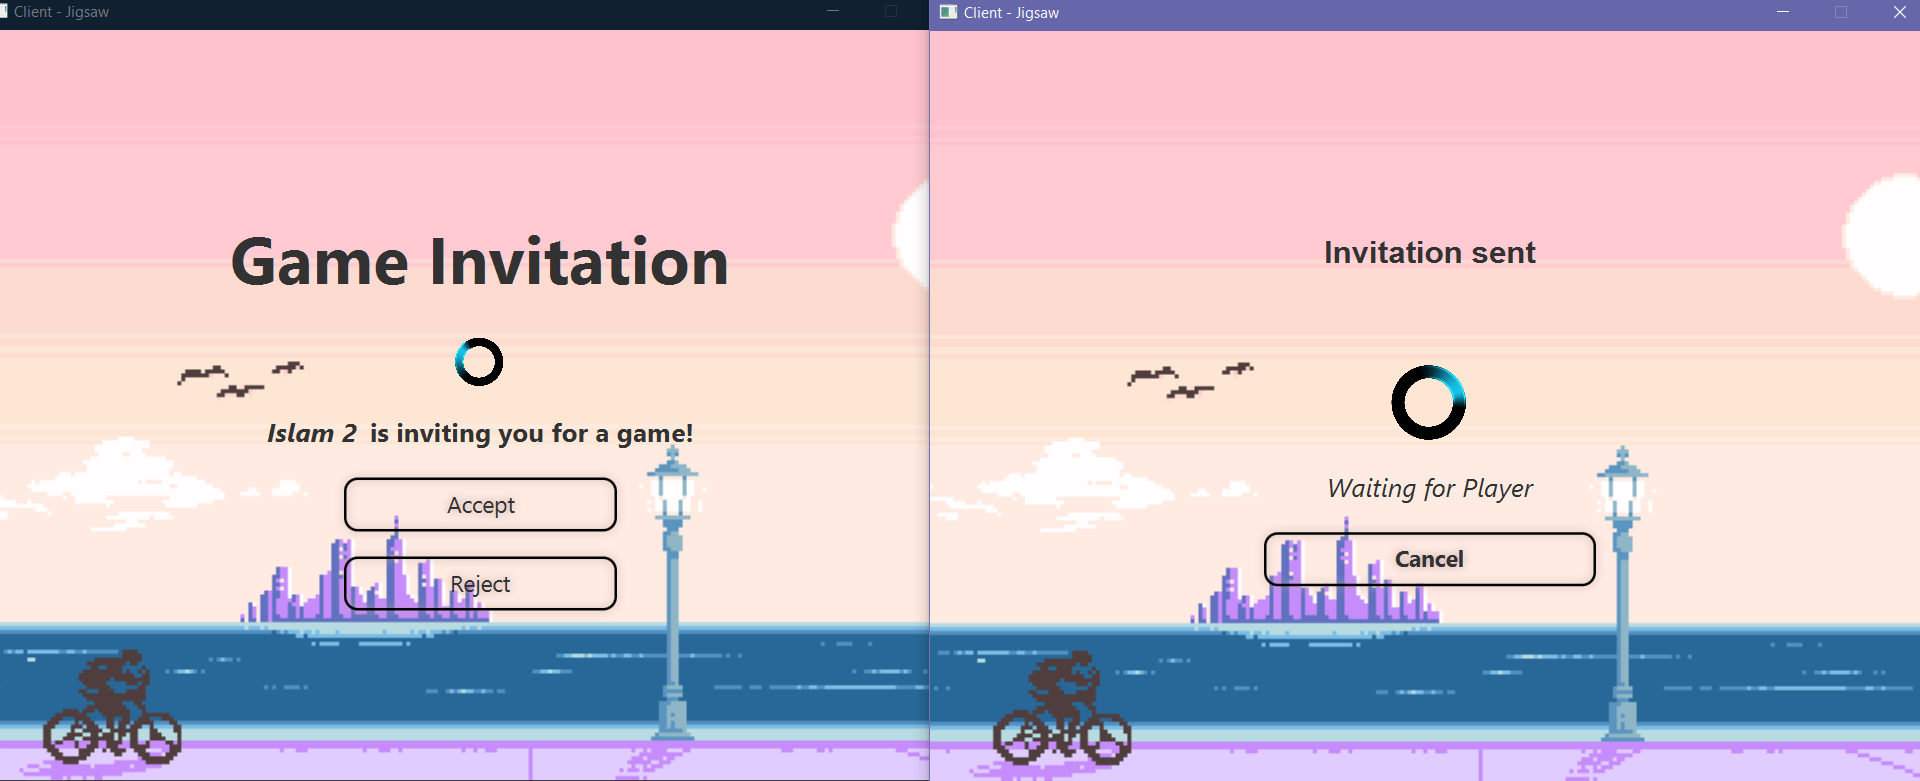 Client - Jigsaw
Game Invitation
Islam 2 is inviting you for a game!
Accept
Reject
Client - Jigsaw
Invitation sent
Waiting for Player
Cancel